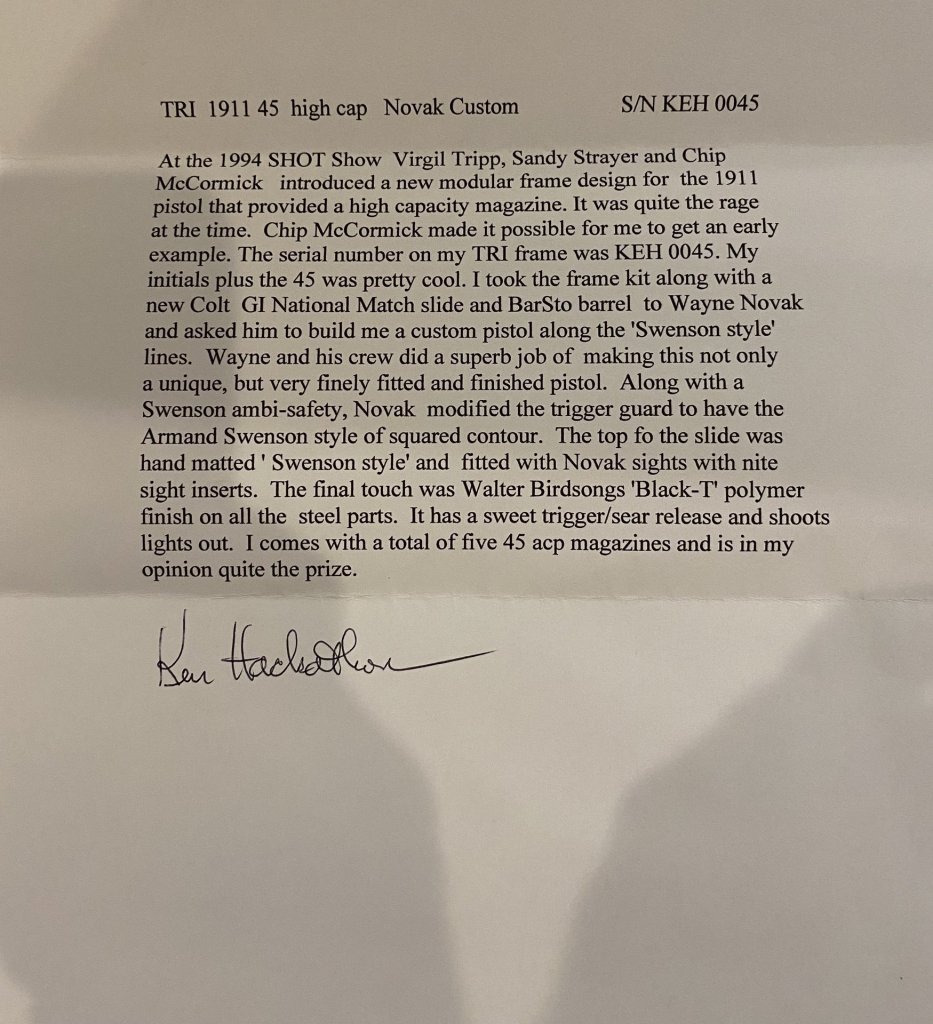 TRI 1911 45 high cap Novak Custom S/N KEH 0045
At the 1994 SHOT Show Virgil Tripp, Sandy Strayer and Chip
McCormick introduced a new modular frame design for the 1911
pistol that provided a high capacity magazine. It was quite the rage
at the time. Chip McCormick made it possible for me to get an early
example. The serial number on my TRI frame was KEH 0045. My
initials plus the 45 was pretty cool. I took the frame kit along with a
new Colt GI National Match slide and BarSto barrel to Wayne Novak
and asked him to build me a custom pistol along the 'Swenson style'
lines. Wayne and his crew did a superb job of making this not only
a unique, but very finely fitted and finished pistol. Along with a
Swenson ambi-safety, Novak modified the trigger guard to have the
Armand Swenson style of squared contour. The top fo the slide was
hand matted ' Swenson style' and fitted with Novak sights with nite
sight inserts. The final touch was Walter Birdsongs 'Black-T' polymer
finish on all the steel parts. It has a sweet trigger/sear release and shoots
lights out. I comes with a total of five 45 acp magazines and is in my
opinion quite the prize.
Ken Hackathorn